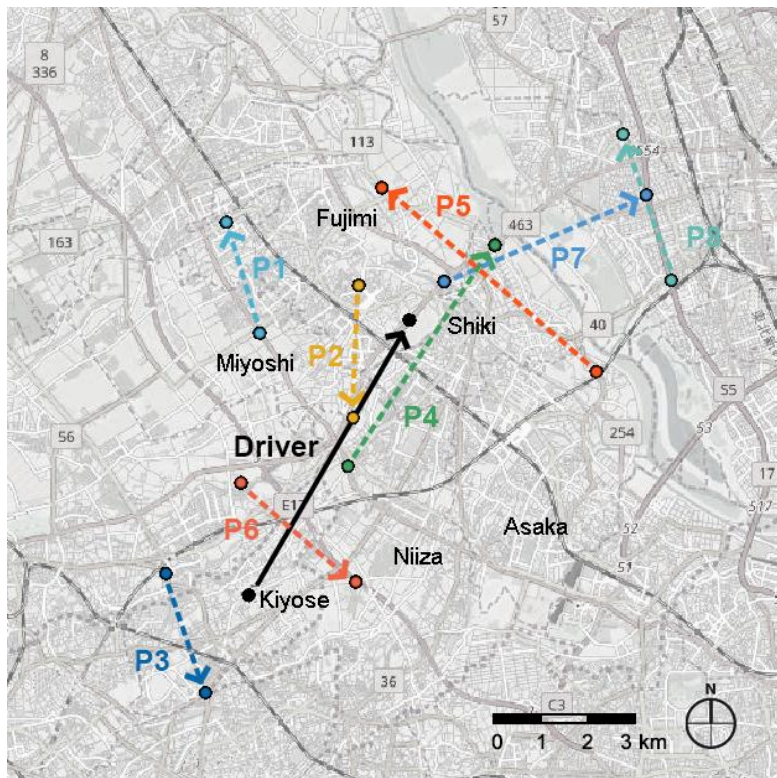 57
8
336
113
554
P5
Fujimi
463
163
P1
P7
P8
Shiki
40
Miyoshi
P2
P4
55
56
Driver
254
53
17
E17
517
P6
Asaka
52
Niiza
51
Kiyose
P3
36
C3
N
0 1 2 3 km